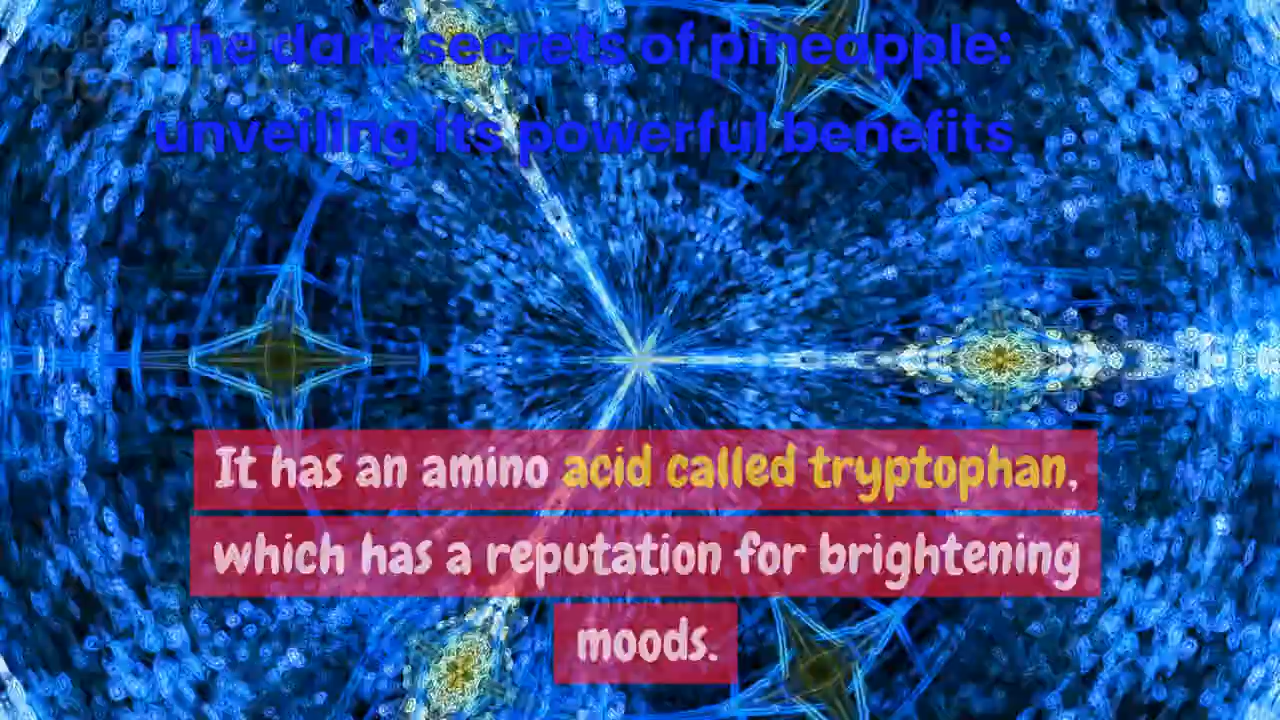 The dark secrets of pineapple:
unveiling its powerful benefits
It has an amino acid called tryptophan,
which has a reputation for brightening
moods.